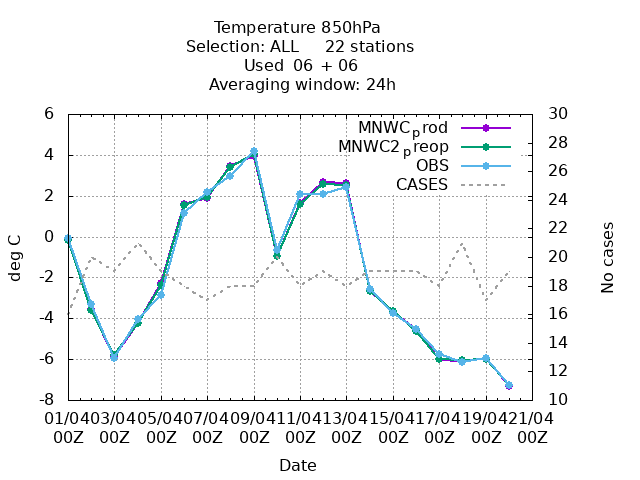 Temperature 850hPa
Selection: ALL 22 stations
Used 06 + 06
Averaging window: 24h
6 30
MNWCprod
28
MNWC2preop
4
OBS
26
CASES
2 24
22
0
20
-2
18
-4
16
14
-6
12
-8 10
deg C
No cases
01/04 03/04 05/04 07/04 09/04 11/04 13/04 15/04 17/04 19/04 21/04
00Z 00Z 00Z 00Z 00Z 00Z 00Z 00Z 00Z 00Z 00Z
Date